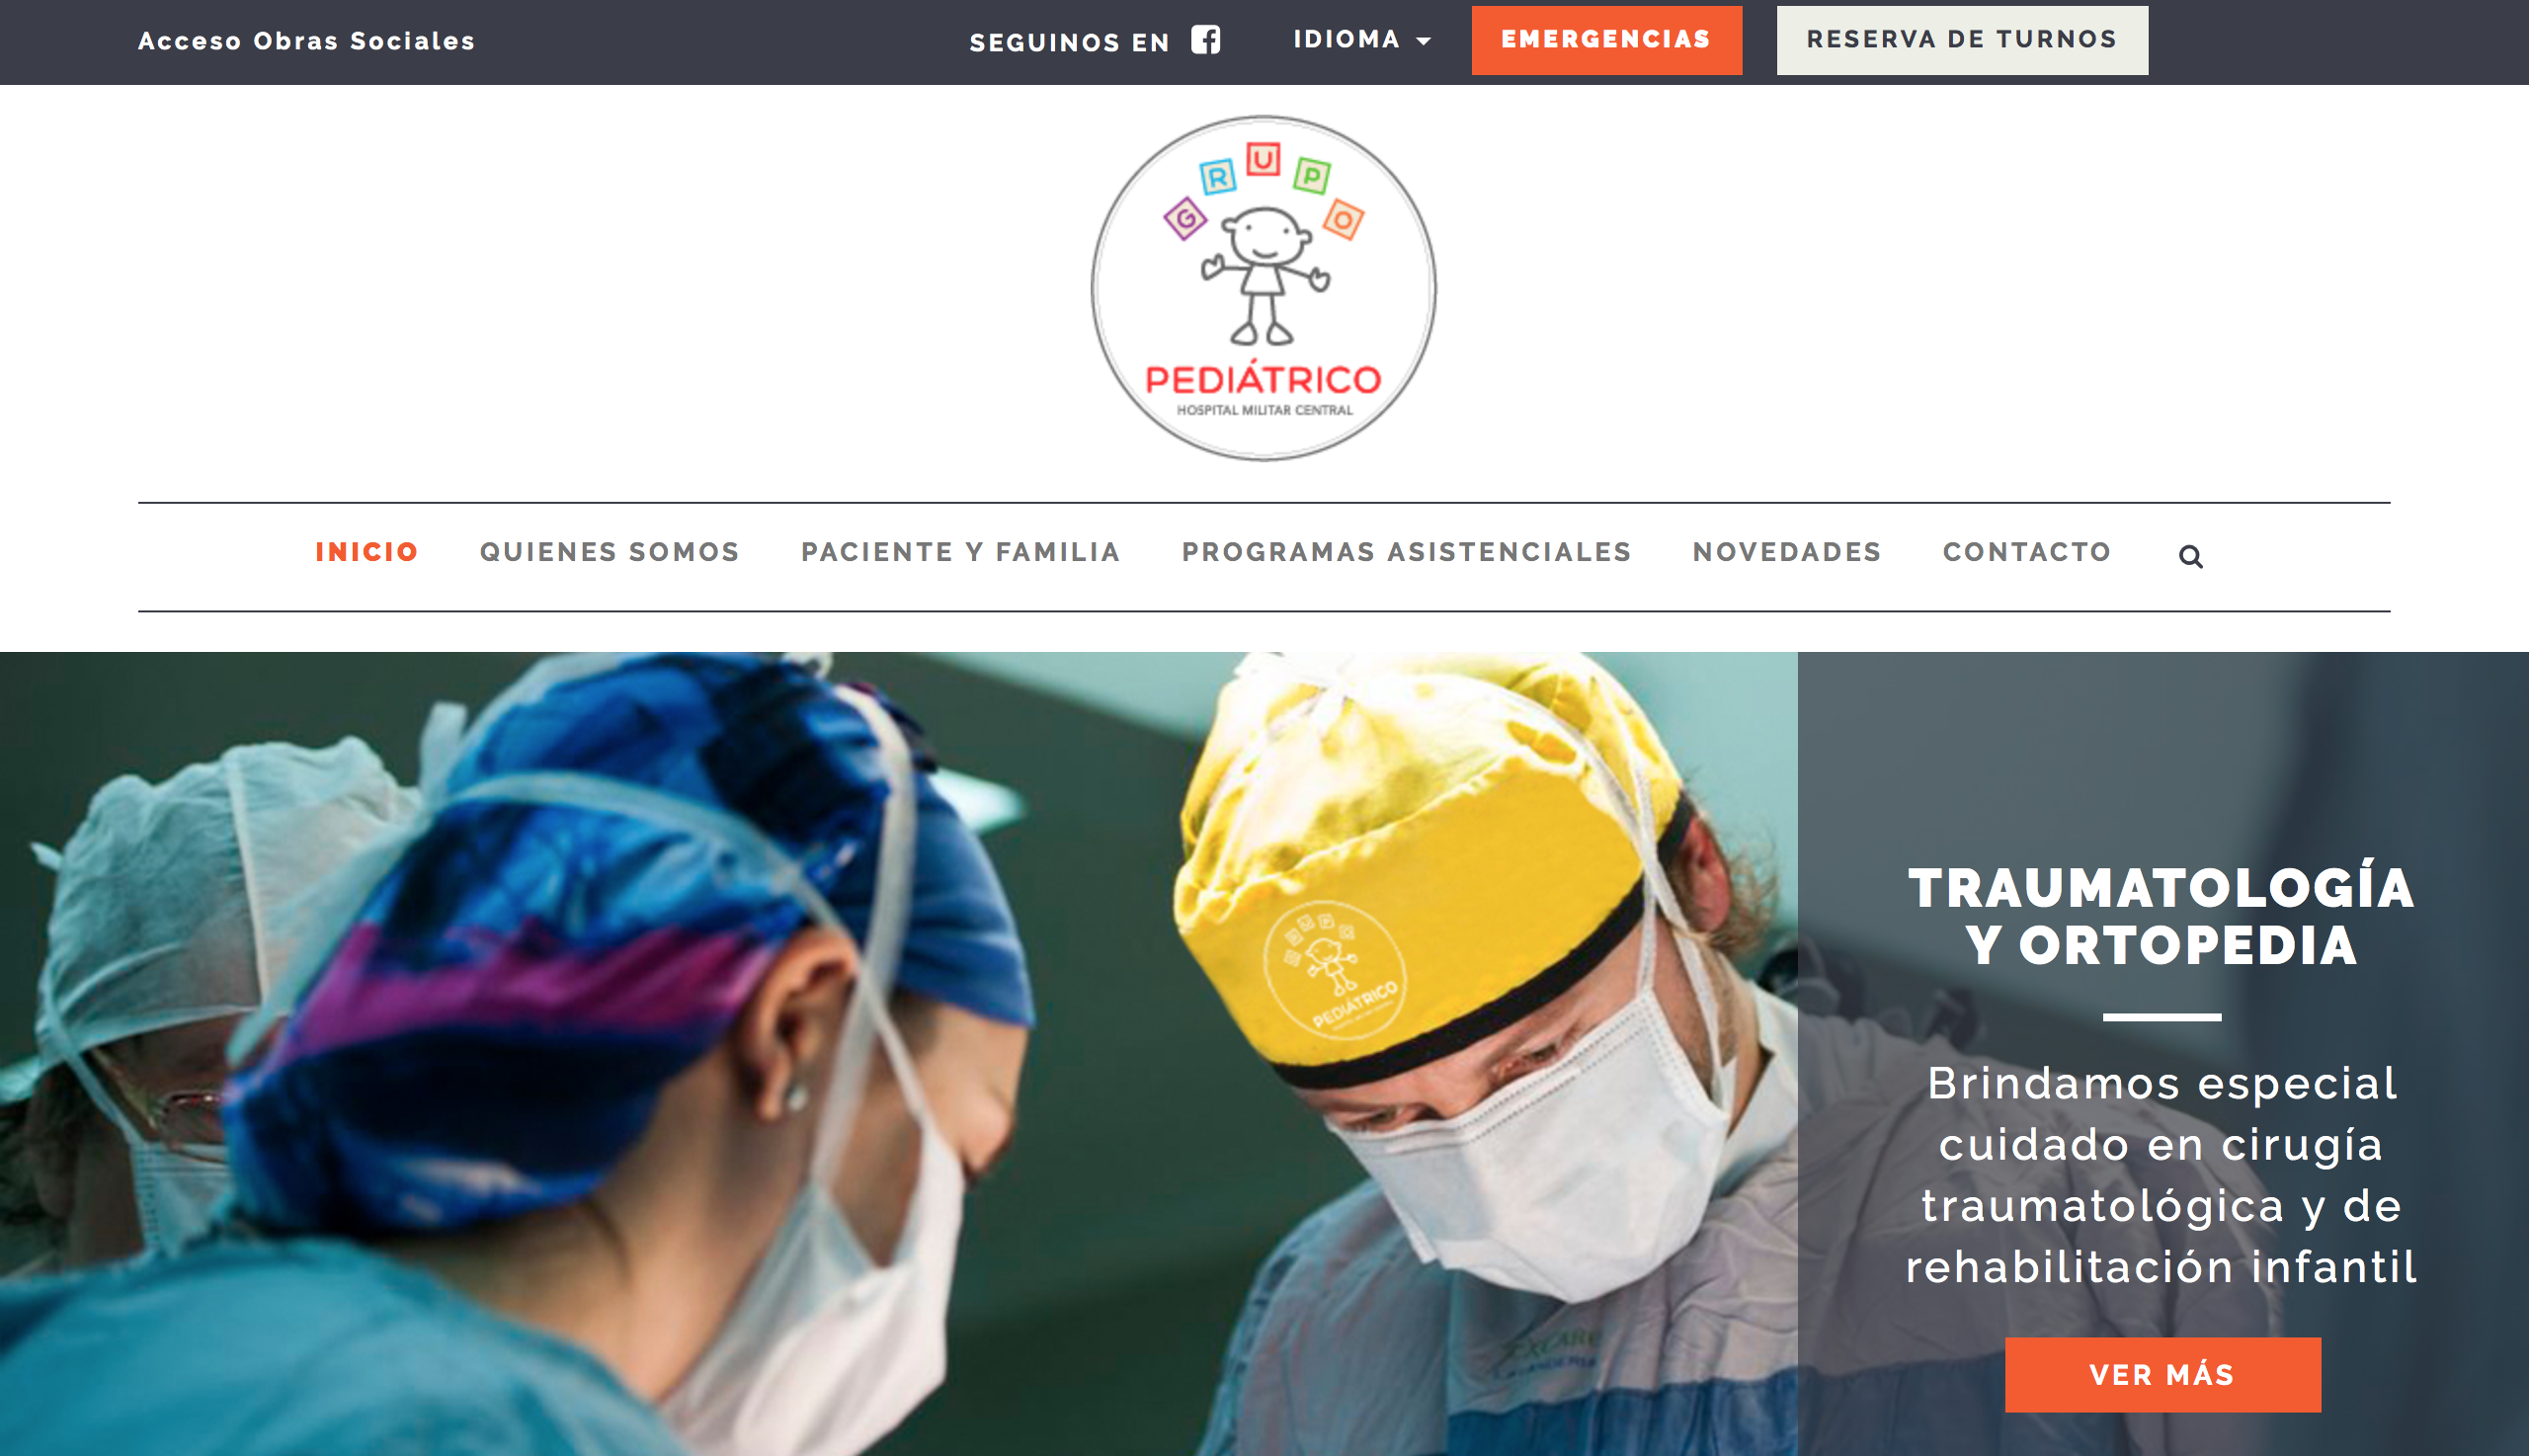 Acceso Obras Sociales
SEGUINOS EN
IDIOMA
EMERGENCIAS
RESERVA DE TURNOS
GRUPO
PEDIÁTRICO
HOSPITAL MILITAR CENTRAL
INICIO
QUIENES SOMOS
PACIENTE Y FAMILIA
PROGRAMAS ASISTENCIALES
NOVEDADES
CONTACTO
GRUPO
PEDIÁTRICO
TRAUMATOLOGÍA
Y ORTOPEDIA
Brindamos especial
cuidado en cirugía
traumatológica y de
rehabilitación infantil
VER MÁS